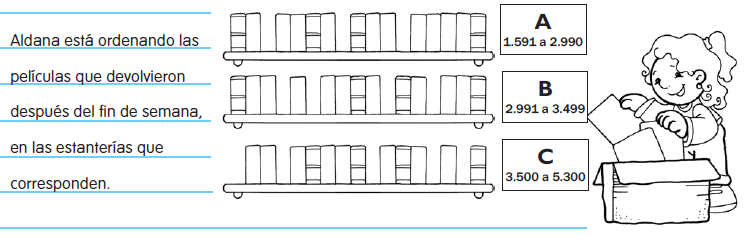 Aldana está ordenando las
películas que devolvieron
después del fin de semana,
en las estanterías que
corresponden.
A
1.591 a 2.990
B
2.991 a 3.499
C
3.500 a 5.300